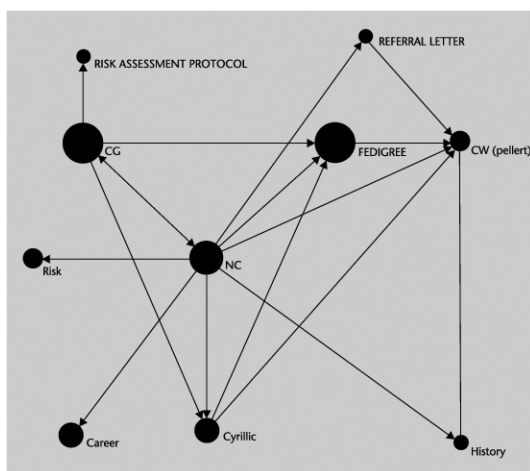 REFERRAL LETTER
RISK ASSESSMENT PROTOCOL
CG
FEDIGREE
CW (pellert)
NC
Risk
Career
Cyrillic
History